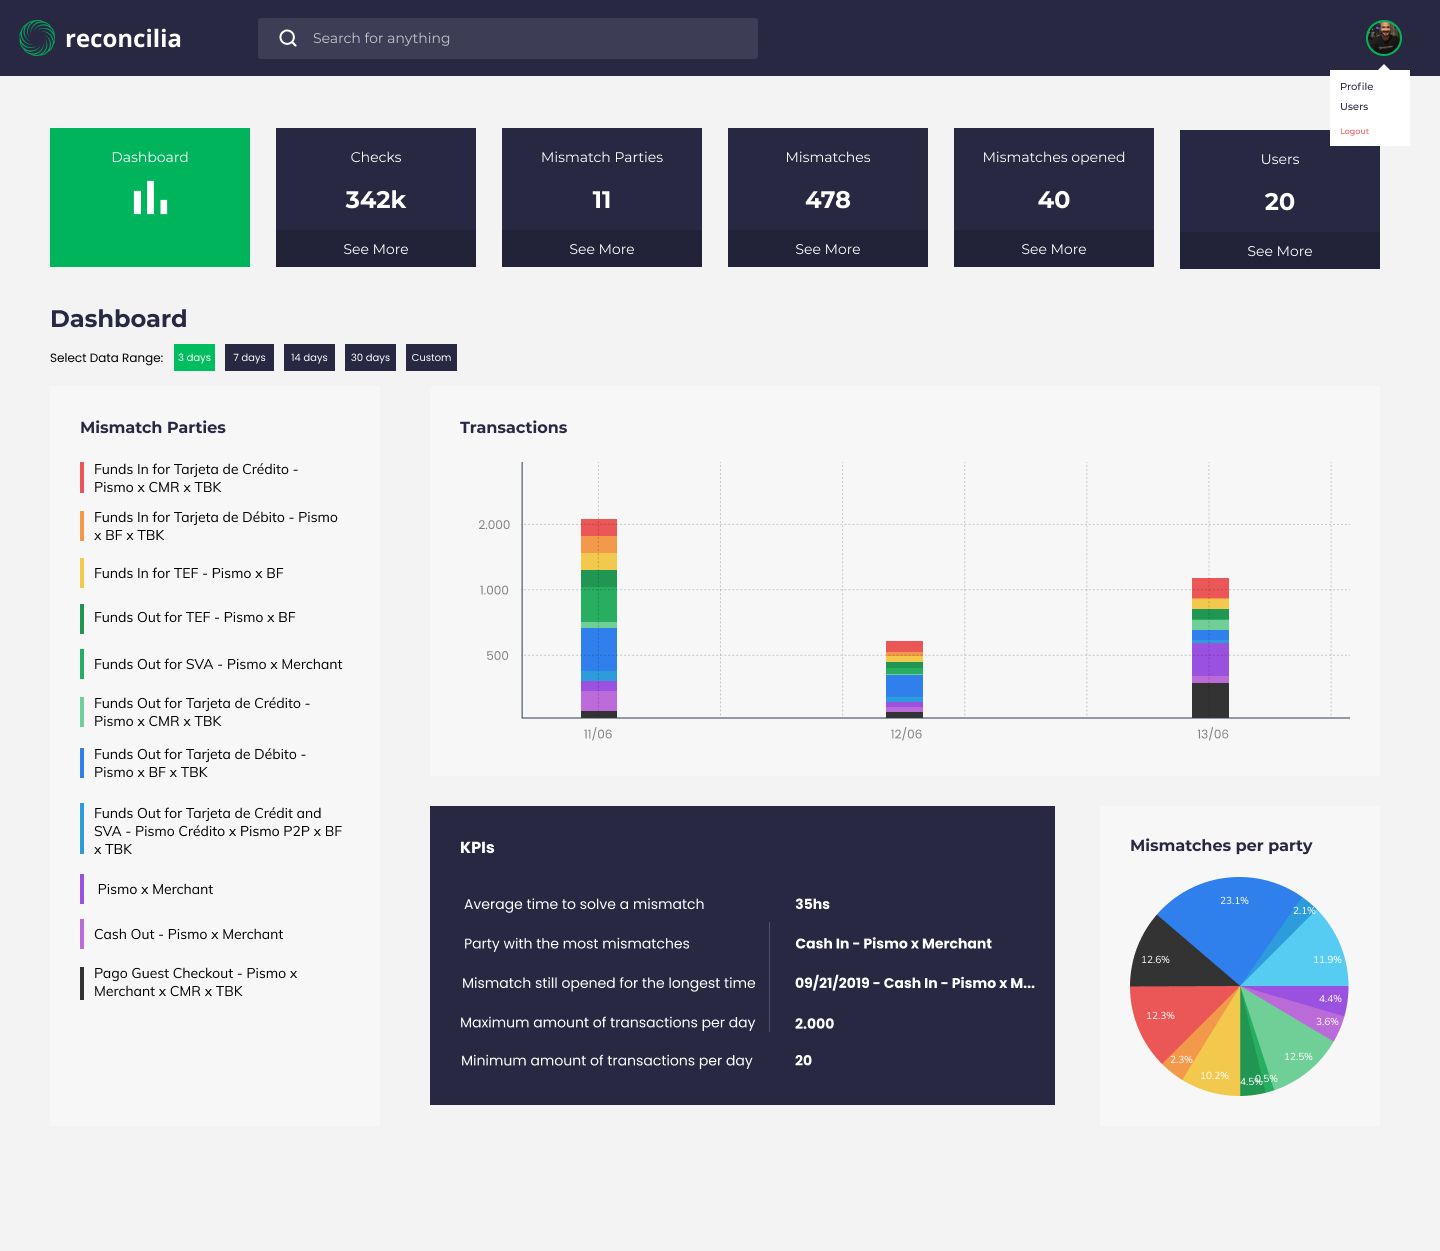 reconcilia
Search for anything
Profile
Users
Logout
Dashboard
Checks
342k
See More
Mismatch Parties
11
See More
Mismatches
478
See More
Mismatches opened
40
See More
Users
20
See More
Dashboard
Select Data Range:
3 days
7 days
14 days
30 days
Custom
Mismatch Parties
Funds In for Tarjeta de Crédito -
Pismo x CMR x TBK
Funds In for Tarjeta de Débito - Pismo
x BF x TBK
Funds In for TEF - Pismo x BF
Funds Out for TEF - Pismo x BF
Funds Out for SVA - Pismo x Merchant
Funds Out for Tarjeta de Crédito -
Pismo x CMR x TBK
Funds Out for Tarjeta de Débito -
Pismo x BF x TBK
Funds Out for Tarjeta de Crédit and
SVA - Pismo Crédito x Pismo P2P x BF
x TBK
Pismo x Merchant
Cash Out - Pismo x Merchant
Pago Guest Checkout - Pismo x
Merchant x CMR x TBK
Transactions
2.000
1.000
500
11/06
12/06
13/06
KPIs
Average time to solve a mismatch
35hs
Party with the most mismatches
Cash In - Pismo x Merchant
Mismatch still opened for the longest time
09/21/2019 - Cash In - Pismo x M...
Maximum amount of transactions per day
2.000
Minimum amount of transactions per day
20
Mismatches per party
23.1%
2.1%
11.9%
4.4%
3.6%
12.5%
0.5%
4.5%
10.2%
2.3%
12.3%
12.6%